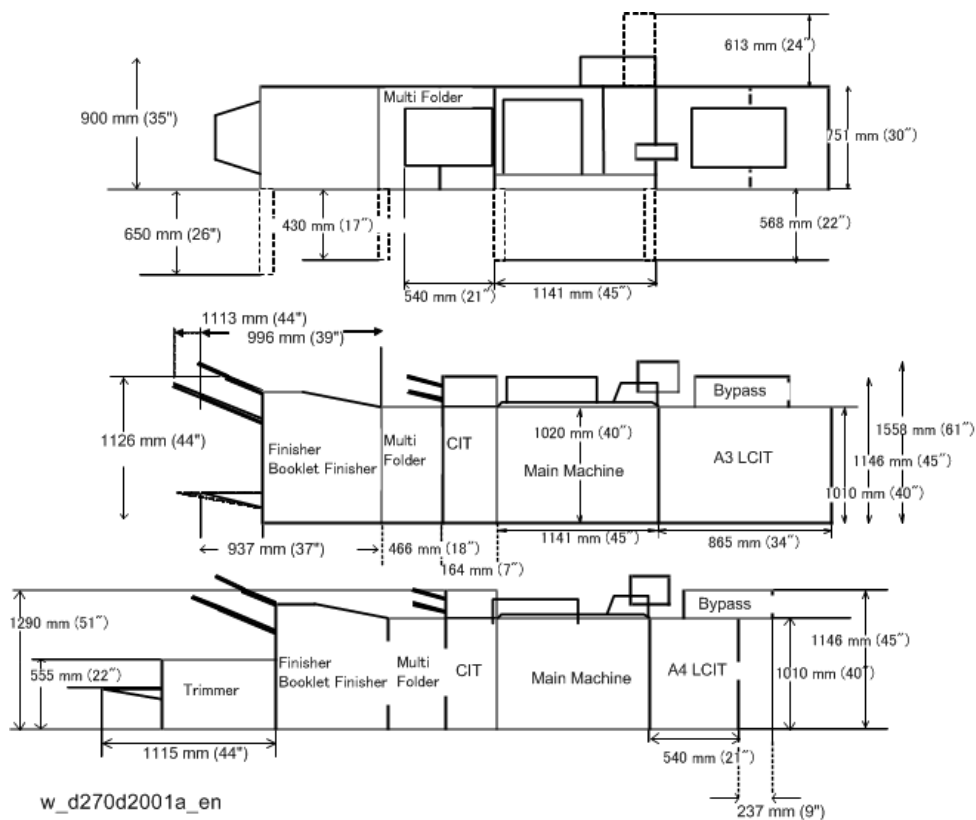 613 mm (24")
Multi Folder
900 mm (35")
751 mm (30")
650 mm (26")
430 mm (17")
568 mm (22")
540 mm (21")
1141 mm (45")
1113 mm (44")
996 mm (39")
Bypass
1126 mm (44")
Finisher
Booklet Finisher
Multi
Folder
CIT
1020 mm (40")
Main Machine
A3 LCIT
1558 mm (61")
1146 mm (45")
1010 mm (40")
937 mm (37")
466 mm (18")
164 mm (7")
1141 mm (45")
865 mm (34")
1290 mm (51")
555 mm (22")
Trimmer
Finisher
Booklet Finisher
Multi
Folder
CIT
Main Machine
A4 LCIT
Bypass
1146 mm (45")
1010 mm (40")
1115 mm (44")
540 mm (21")
237 mm (9")
w_d270d2001a_en